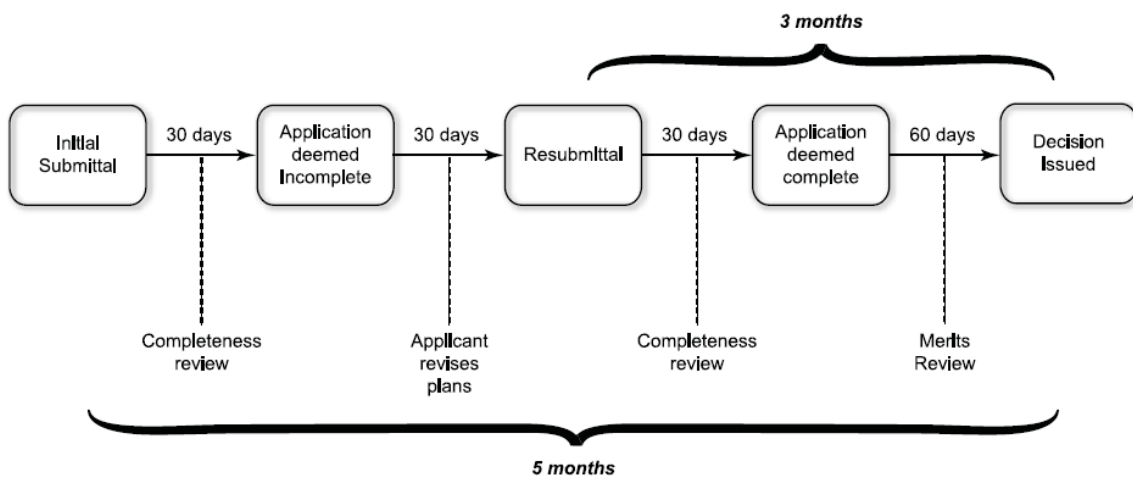 3 months
Initial
Submittal
30 days
Application
deemed
Incomplete
30 days
Resubmittal
30 days
Application
deemed
complete
60 days
Decision
Issued
Completeness
review
Applicant
revises
plans
Completeness
review
Merits
Review
5 months